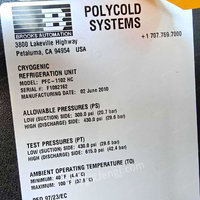 BROOKS AUTOMATION
POLYCOLD
SYSTEMS
3800 Lakeville Highway
Petaluma, CA 94954 USA
+1 707.769.7000
CRYOGENIC
REFRIGERATION UNIT
MODEL: PFC-1102 HC
SERIAL: F1002162
MANUFACTURING DATE: 02 June 2010
ALLOWABLE PRESSURES (PS)
LOW (SUCTION) SIDE: 300.0 psi (20.7 bar)
HIGH (DISCHARGE) SIDE: 430.0 psi (29.6 bar)
TEST PRESSURES (PT)
LOW (SUCTION) SIDE: 430.0 psi (29.6 bar)
HIGH (DISCHARGE) SIDE: 615.0 psi (42.4 bar)
AMBIENT OPERATING TEMPERATURE (TO)
MINIMUM: 40 °F (4.4° C)
MAXIMUM: 100 °F (37.8° C)
PED 97/23/EC